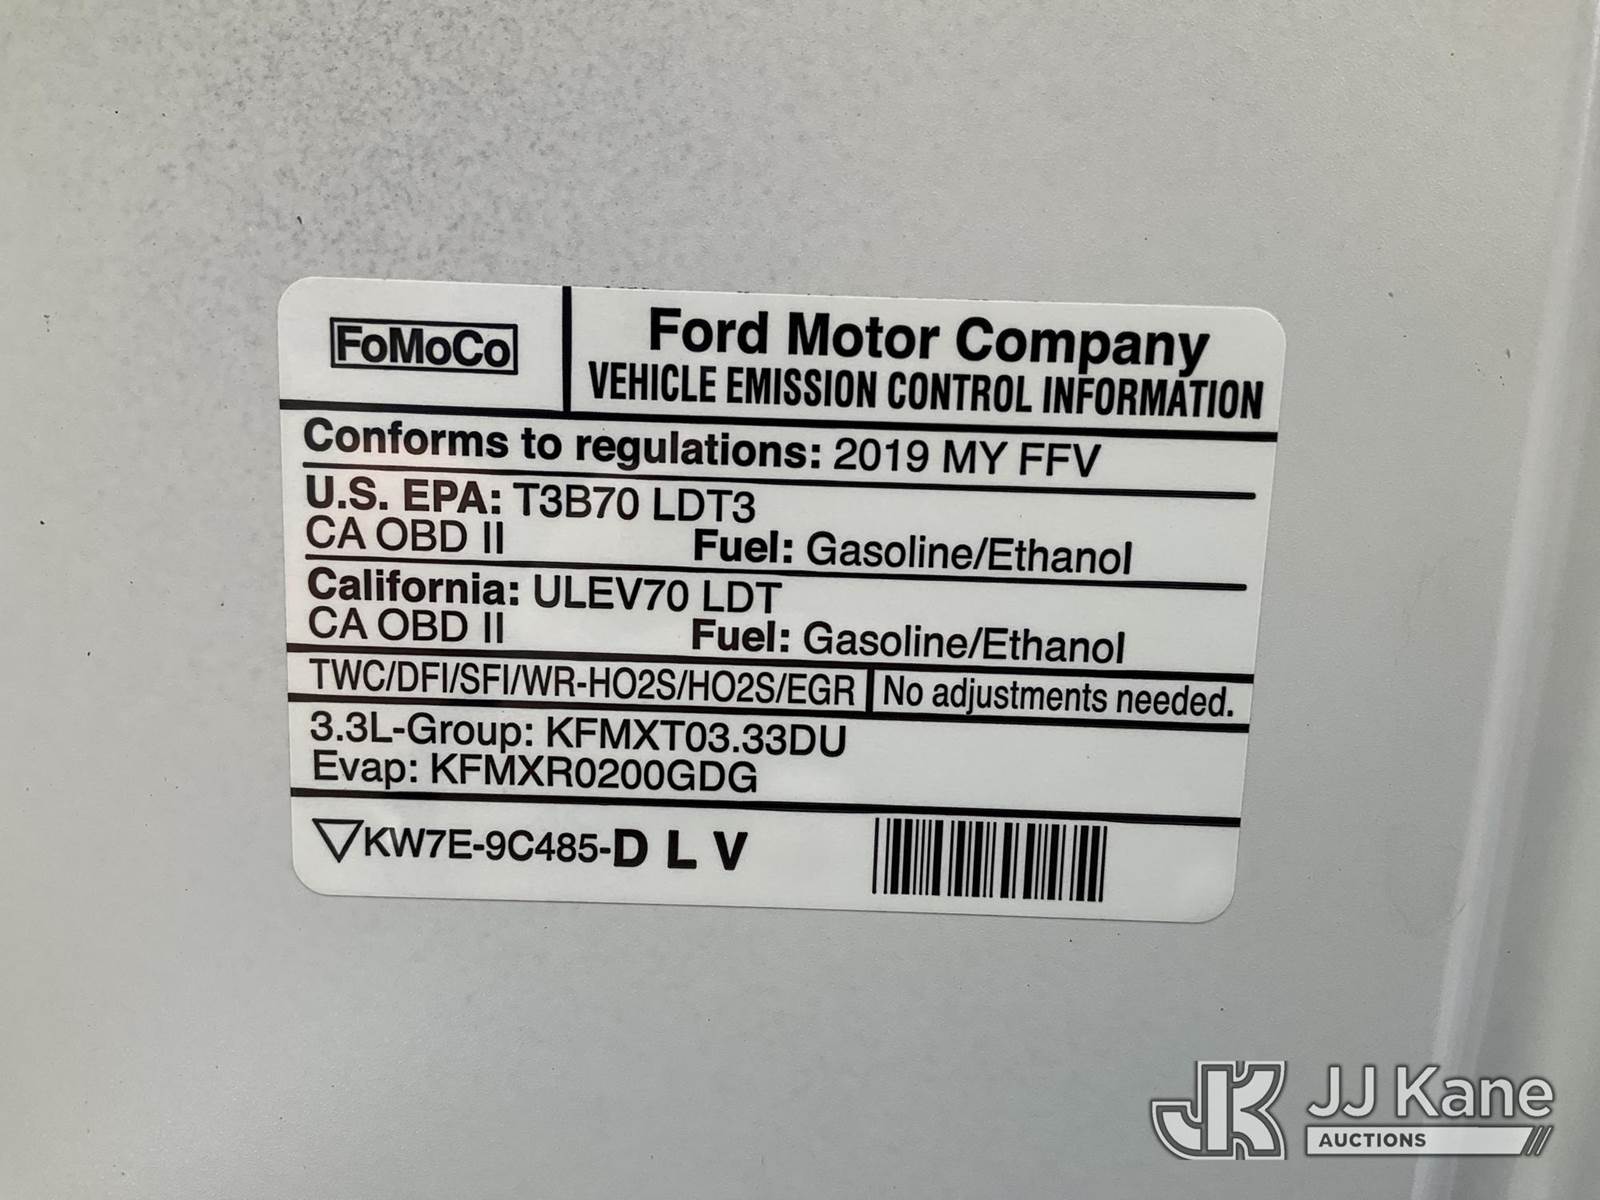 FoMoCo
Ford Motor Company
VEHICLE EMISSION CONTROL INFORMATION
Conforms to regulations: 2019 MY FFV
U.S. EPA: T3B70 LDT3
CA OBD II Fuel: Gasoline/Ethanol
California: ULEV70 LDT
CA OBD II Fuel: Gasoline/Ethanol
TWC/DFI/SFI/WR-HO2S/HO2S/EGR No adjustments needed.
3.3L-Group: KFMXT03.33DU
Evap: KFMXR0200GDG
KW7E-9C485-D L V
JK JJ Kane
AUCTIONS